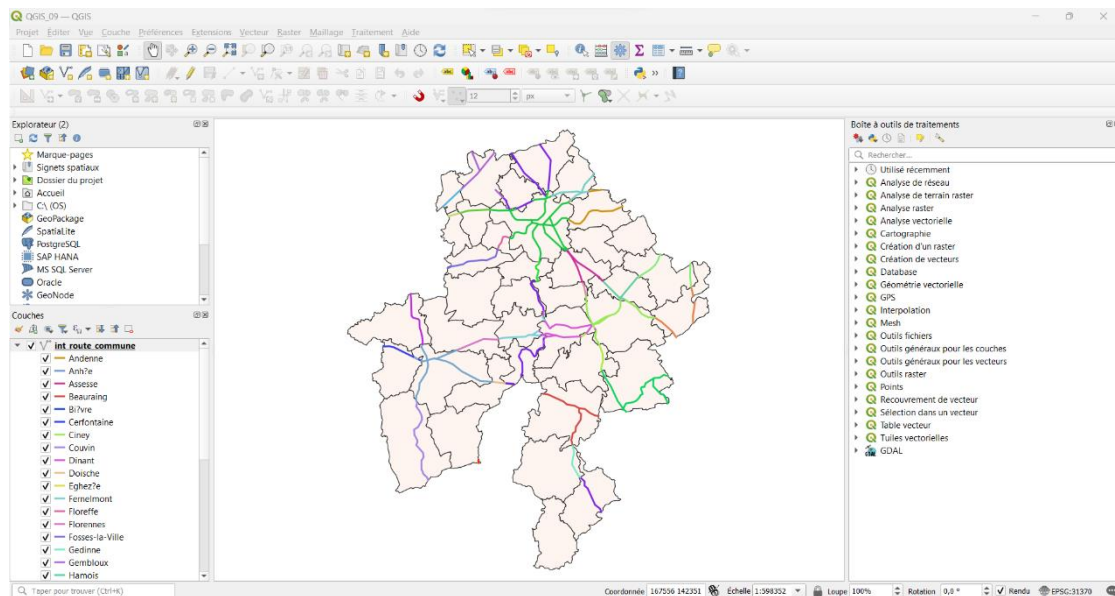 QGIS_09 — QGIS
Projet Éditer Vue Couche Préférences Extensions Vecteur Raster Maillage Traitement Aide
12 px
Explorateur (2)
Marque-pages
Signets spatiaux
Dossier du projet
Accueil
C:\ (OS)
GeoPackage
SpatiaLite
PostgreSQL
SAP HANA
MS SQL Server
Oracle
GeoNode
Couches
int route commune
Andenne
Anh?e
Assesse
Beauraing
Bi?vre
Cerfontaine
Ciney
Couvin
Dinant
Doische
Eghez?e
Fernelmont
Floreffe
Florennes
Fosses-la-Ville
Gedinne
Gembloux
Hamois
Boîte à outils de traitements
Rechercher...
Utilisé récemment
Analyse de réseau
Analyse de terrain raster
Analyse raster
Analyse vectorielle
Cartographie
Création d'un raster
Création de vecteurs
Database
Géométrie vectorielle
GPS
Interpolation
Mesh
Outils fichiers
Outils généraux pour les couches
Outils généraux pour les vecteurs
Outils raster
Points
Recouvrement de vecteur
Sélection dans un vecteur
Table vecteur
Tuiles vectorielles
GDAL
Taper pour trouver (Ctrl+K)
Coordonnée 167556 142351 Échelle 1:598352 Loupe 100% Rotation 0,0 ° Rendu EPSG:31370